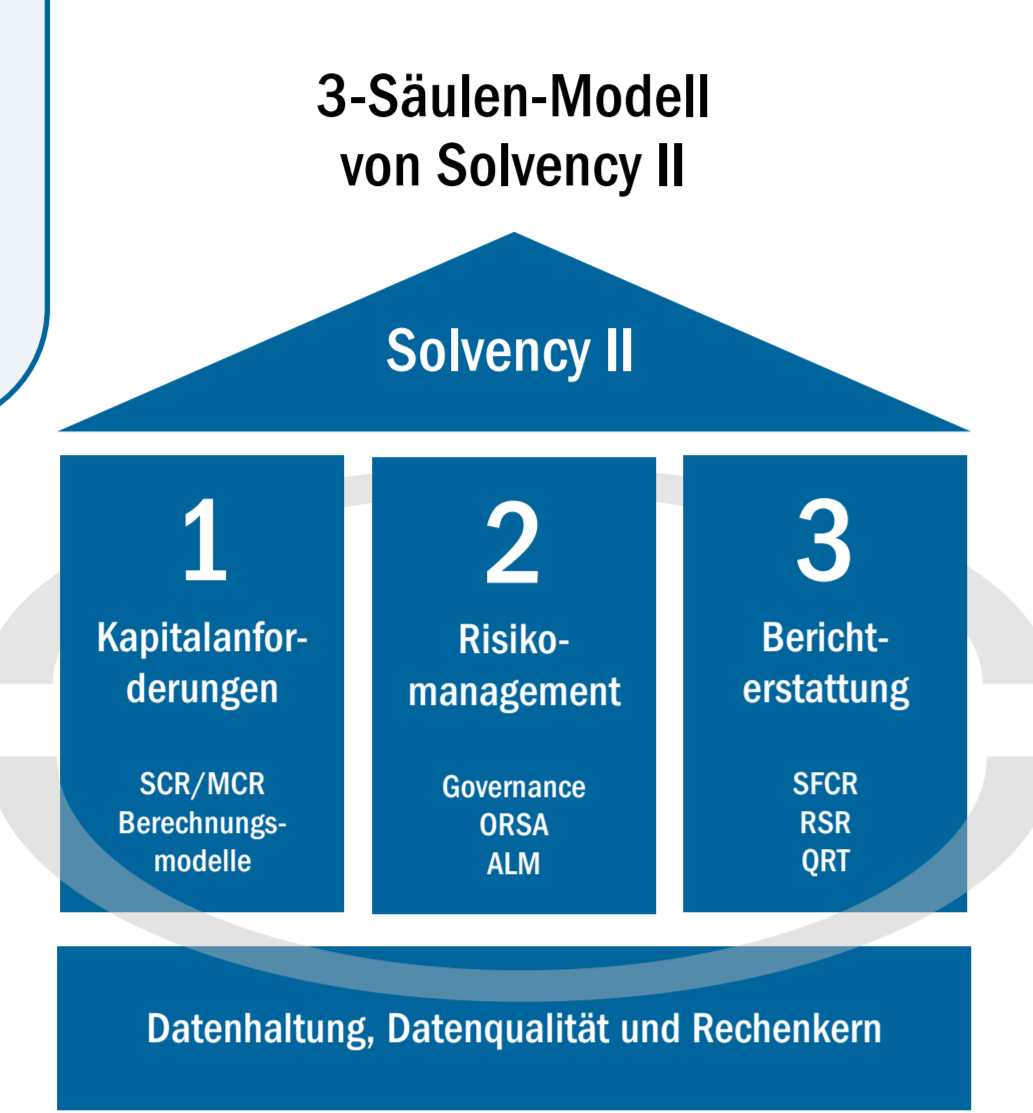 3-Säulen-Modell
von Solvency II
Solvency II
1
Kapitalanfor-
derungen
SCR/MCR
Berechnungs-
modelle
2
Risiko-
management
Governance
ORSA
ALM
3
Bericht-
erstattung
SFCR
RSR
QRT
Datenhaltung, Datenqualität und Rechenkern